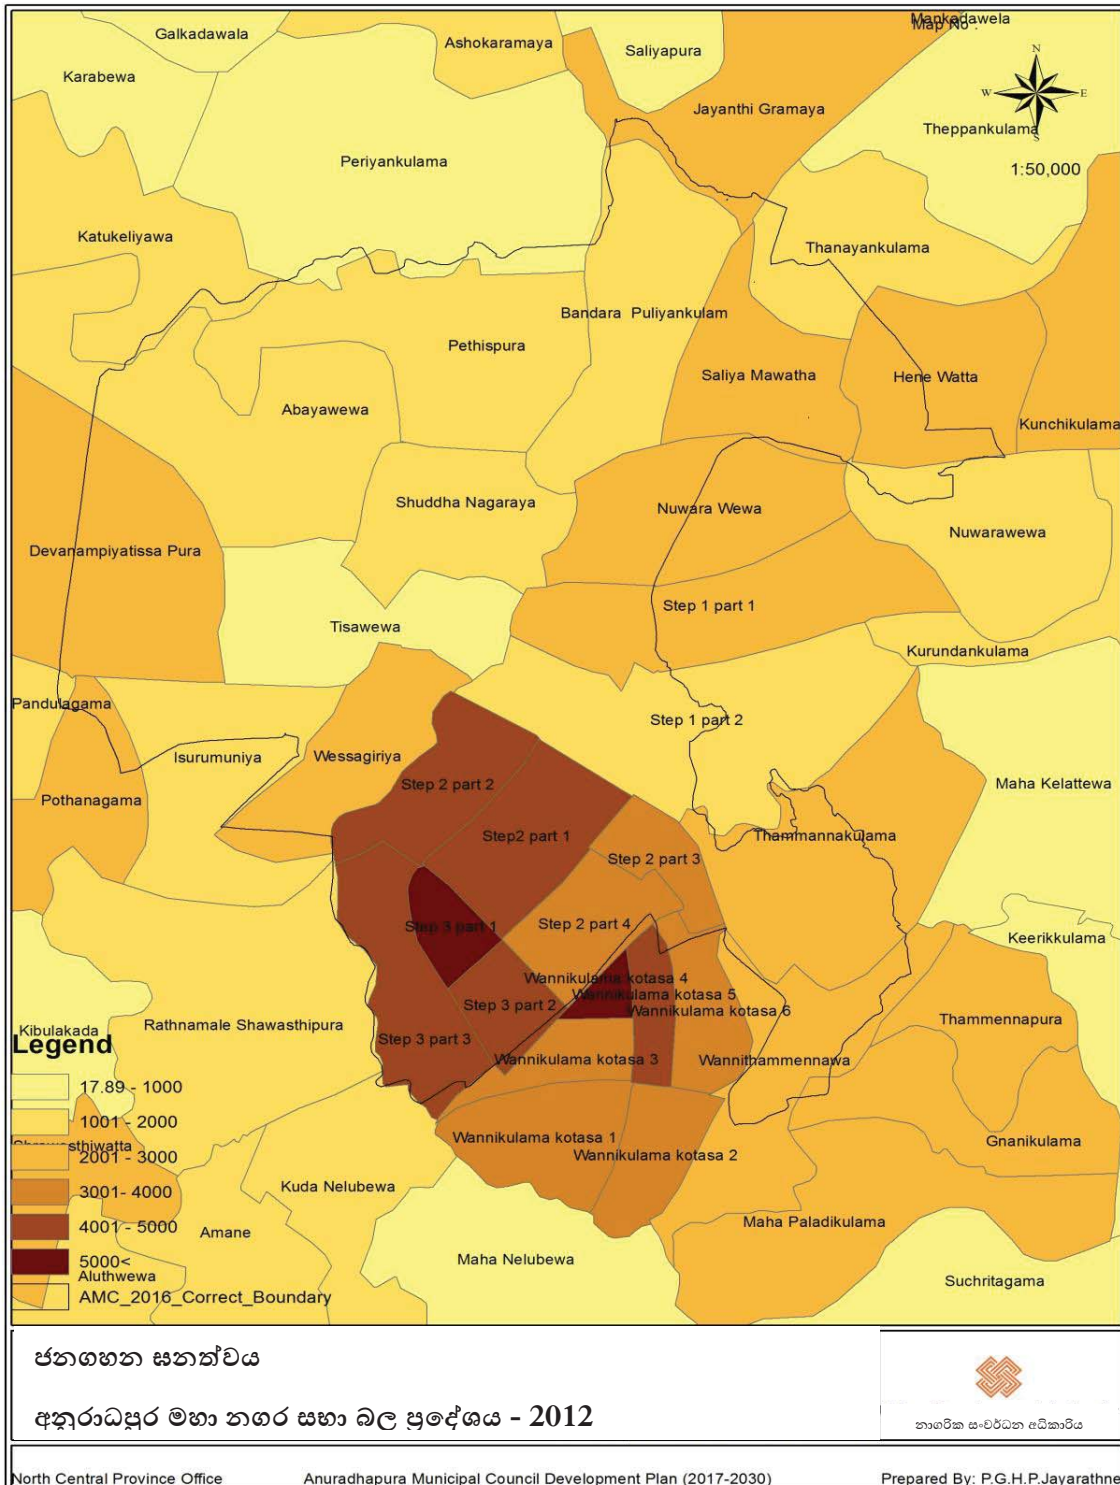 Mankadawela
Map No :
Galkadawala
Ashokaramaya
Saliyapura
Karabewa
N
W
E
S
Jayanthi Gramaya
Theppankulama
Periyankulama
1:50,000
Katukeliyawa
Thanayankulama
Bandara Puliyankulam
Pethispura
Saliya Mawatha
Hene Watta
Abayawewa
Kunchikulama
Shuddha Nagaraya
Nuwara Wewa
Nuwarawewa
Devanampiyatissa Pura
Step 1 part 1
Tisawewa
Kurundankulama
Pandulagama
Step 1 part 2
Isurumuniya
Wessagiriya
Step 2 part 2
Maha Kelattewa
Pothanagama
Step2 part 1
Thammannakulama
Step 2 part 3
Step 3 part 1
Step 2 part 4
Keerikkulama
Wannikulama kotasa 4
Wannikulama kotasa 5
Step 3 part 2
Wannikulama kotasa 6
Thammennapura
Kibulakada
Rathnamale Shawasthipura
Step 3 part 3
Legend
Wannikulama kotasa 3
Wannithammennawa
17.89 - 1000
1001 - 2000
Wannikulama kotasa 1
Gnanikulama
Shrawasthiwatta
2001 - 3000
Wannikulama kotasa 2
3001- 4000
Kuda Nelubewa
4001 - 5000
Amane
Maha Paladikulama
5000<
Maha Nelubewa
Aluthwewa
Suchritagama
AMC_2016_Correct_Boundary
ජනගහන ඝනත්වය
අනුරාධපුර මහා නගර සභා බල ප්‍රදේශය - 2012
නාගරික සංවර්ධන අධිකාරිය
North Central Province Office
Anuradhapura Municipal Council Development Plan (2017-2030)
Prepared By: P.G.H.P.Jayarathne